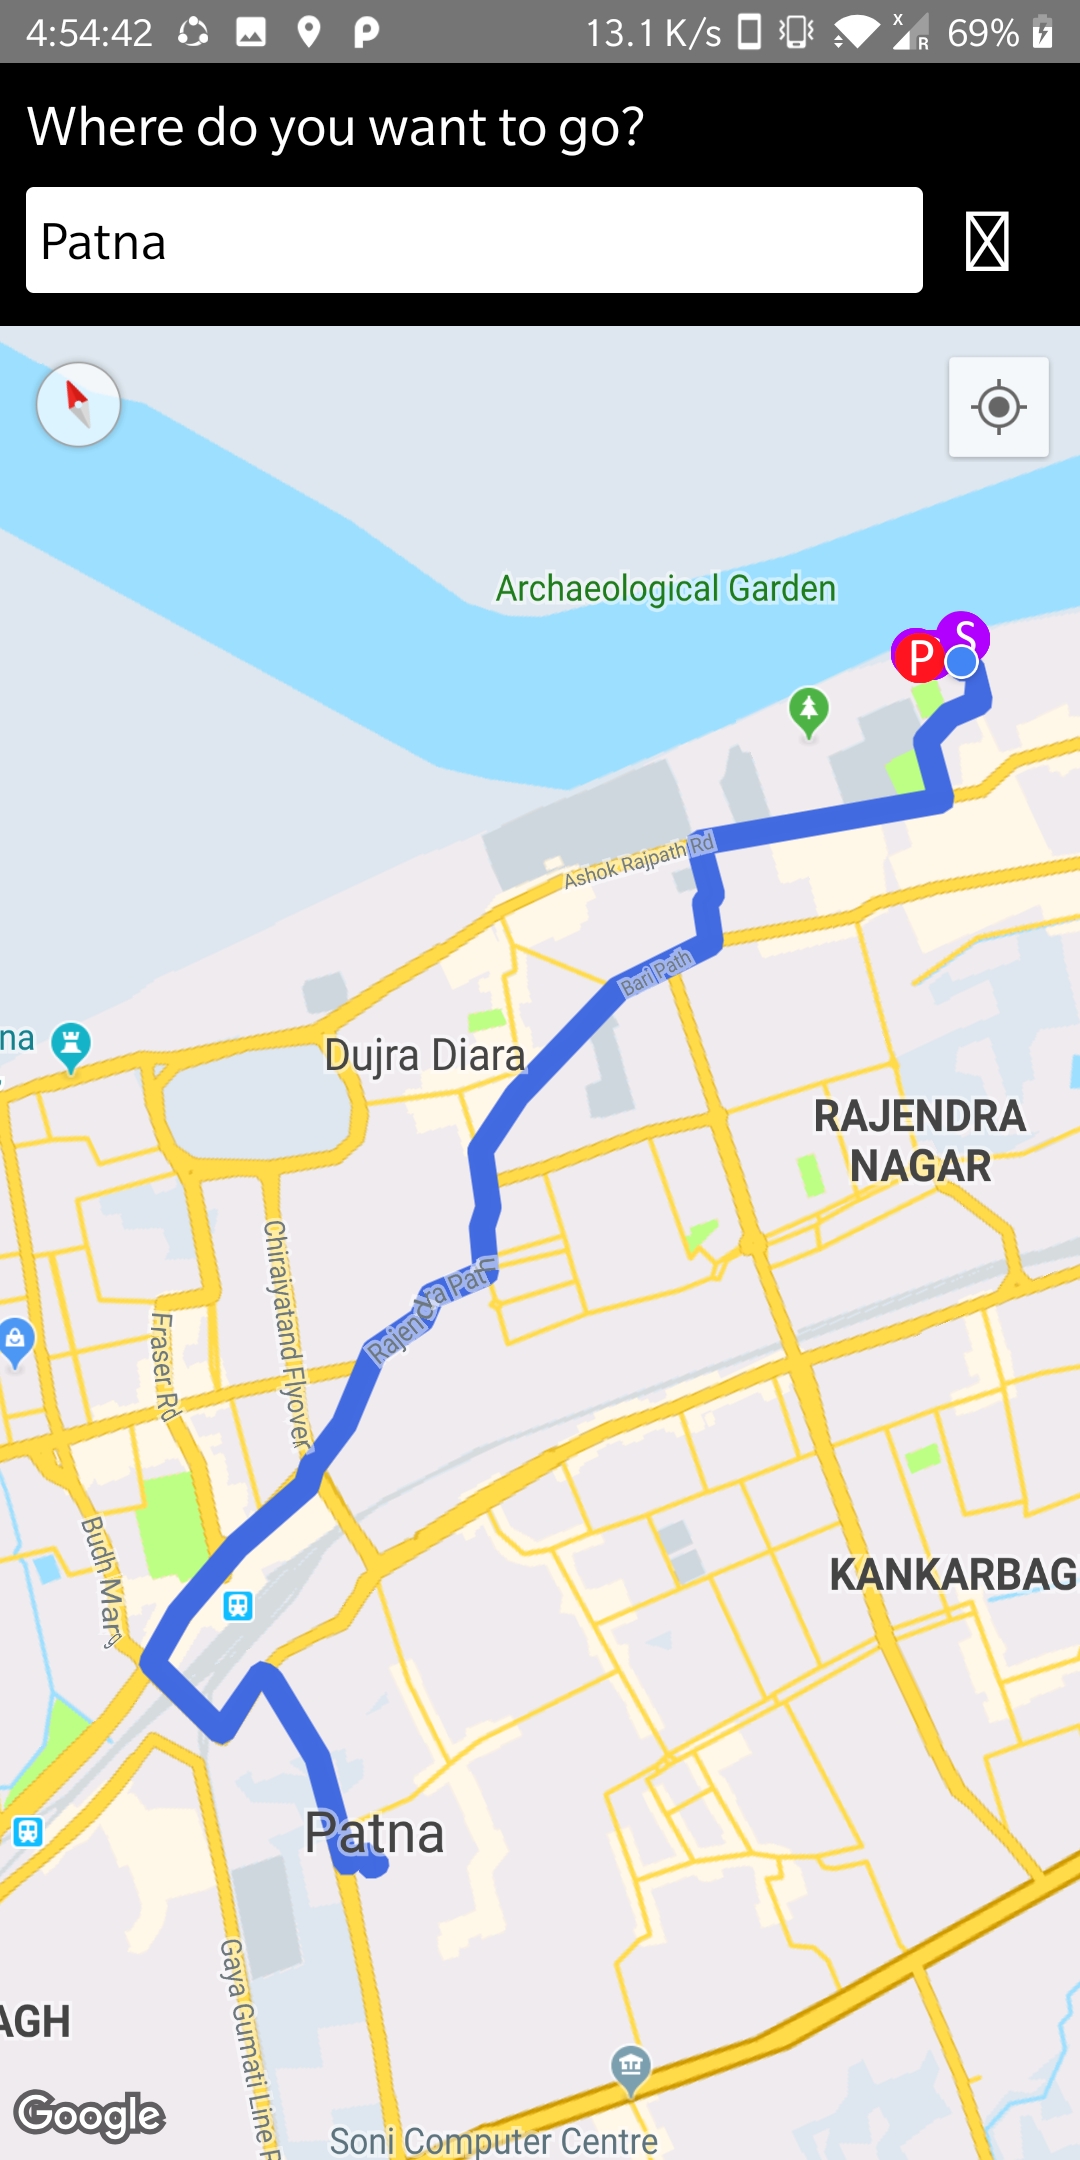 4:54:42 13.1 K/s X R 69%
Where do you want to go?
Patna
Archaeological Garden
S
P
Ashok Rajpath Rd
Bari Path
na
Dujra Diara
RAJENDRA
NAGAR
Chiraiyatand Flyover
Rajendra Path
Fraser Rd
Budh Marg
KANKARBAG
Patna
Gaya Gumati Line R
AGH
Google
Soni Computer Centre